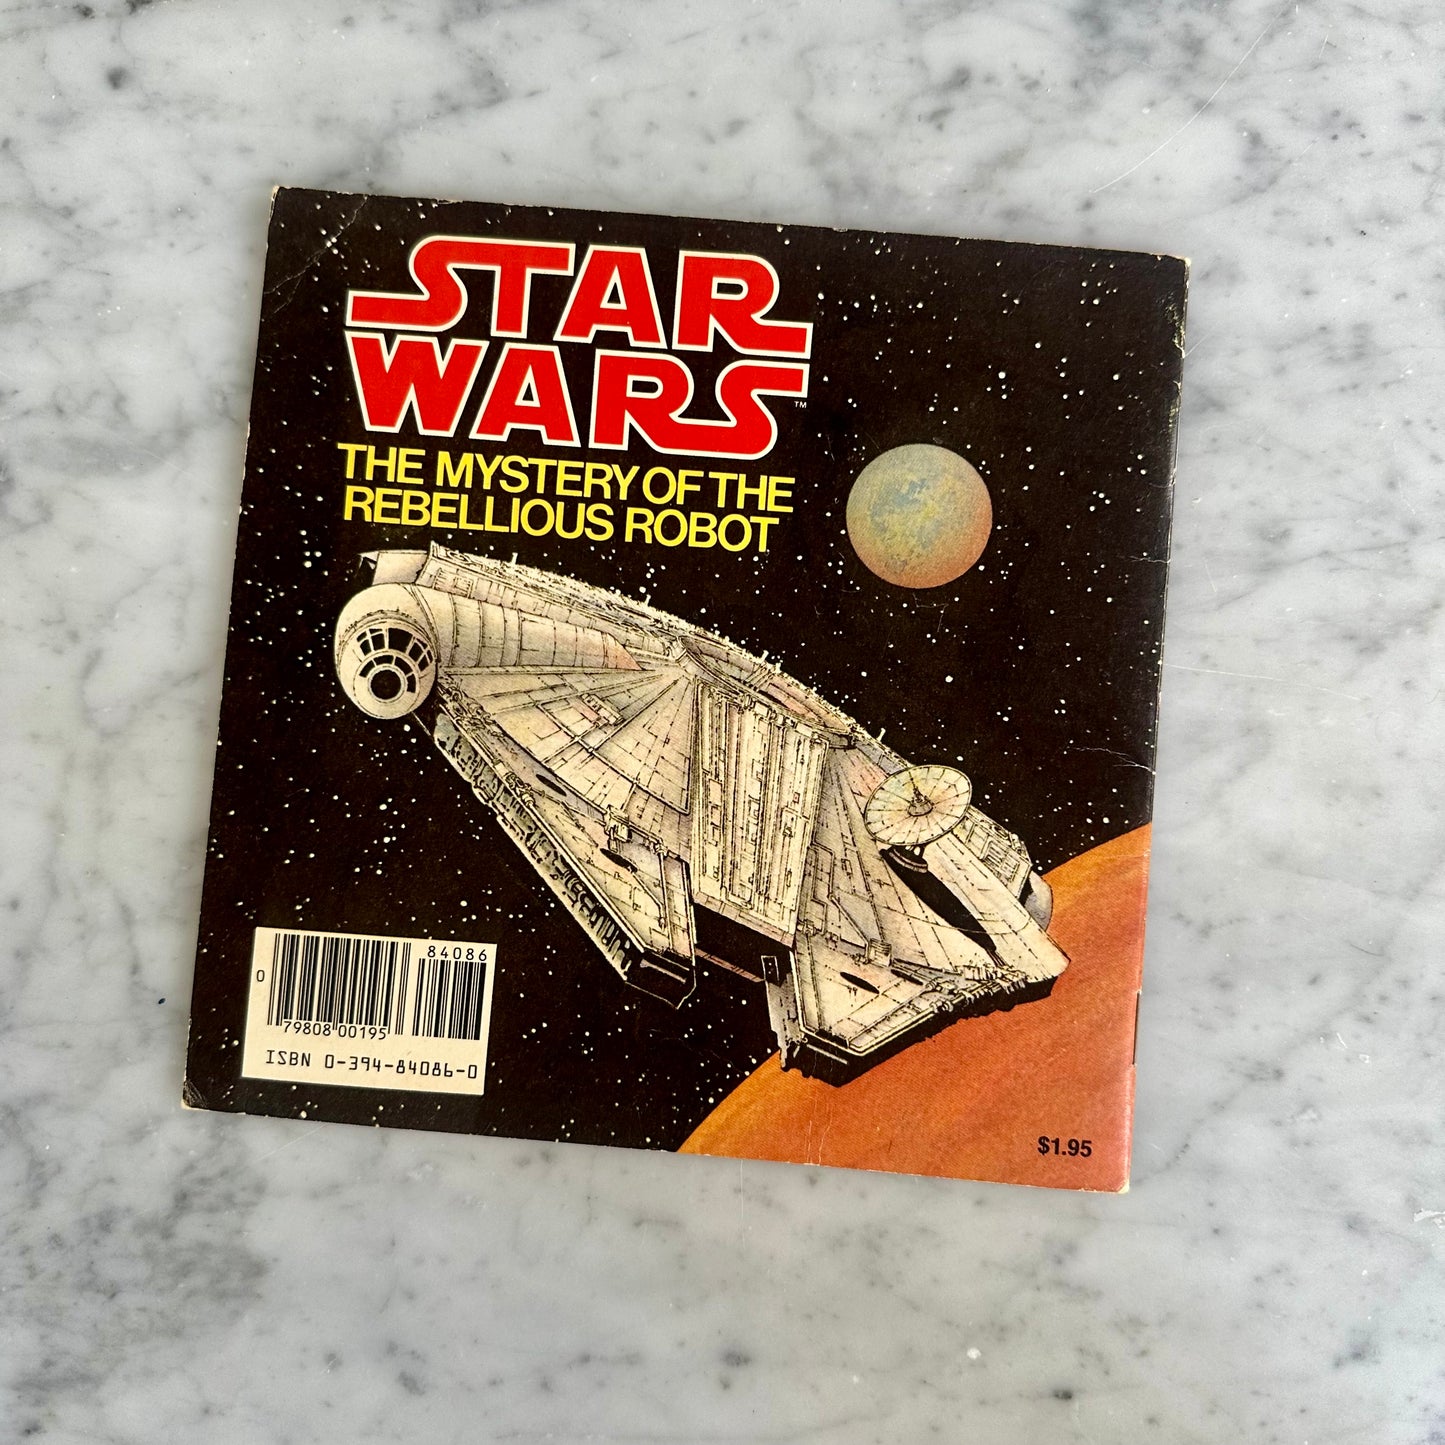 STAR
WARS
™
THE MYSTERY OF THE
REBELLIOUS ROBOT
84086
0
79808 00195
ISBN 0-394-84086-0
$1.95